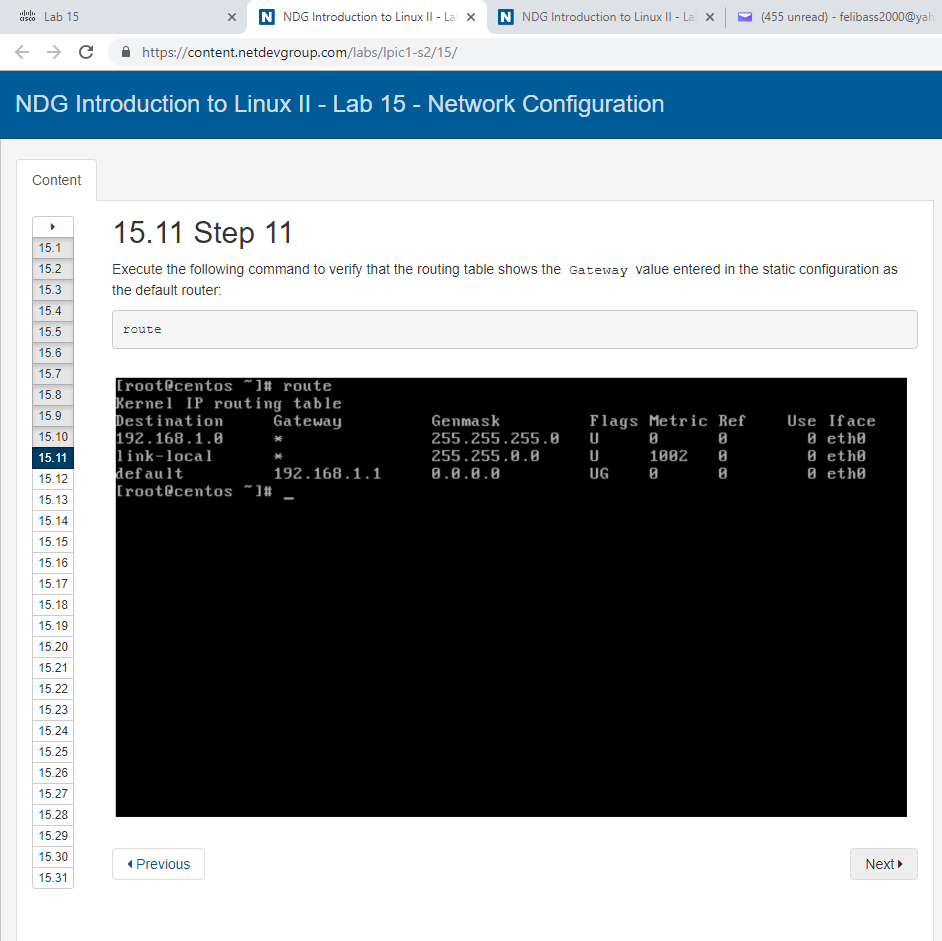 cisco Lab 15
N NDG Introduction to Linux II - La
N NDG Introduction to Linux II - La
(455 unread) - felibass2000@yah
https://content.netdevgroup.com/labs/lpic1-s2/15/
NDG Introduction to Linux II - Lab 15 - Network Configuration
Content
15.1
15.2
15.3
15.4
15.5
15.6
15.7
15.8
15.9
15.10
15.11
15.12
15.13
15.14
15.15
15.16
15.17
15.18
15.19
15.20
15.21
15.22
15.23
15.24
15.25
15.26
15.27
15.28
15.29
15.30
15.31
15.11 Step 11
Execute the following command to verify that the routing table shows the Gateway value entered in the static configuration as
the default router:
route
[root@centos ~]# route
Kernel IP routing table
Destination Gateway Genmask Flags Metric Ref Use Iface
192.168.1.0 * 255.255.255.0 U 0 0 0 eth0
link-local * 255.255.0.0 U 1002 0 0 eth0
default 192.168.1.1 0.0.0.0 UG 0 0 0 eth0
[root@centos ~]# _
Previous
Next